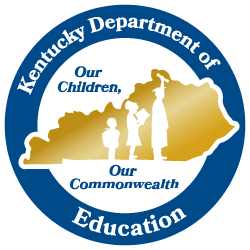 Kentucky Department of
Our
Children,
Our
Commonwealth
Education